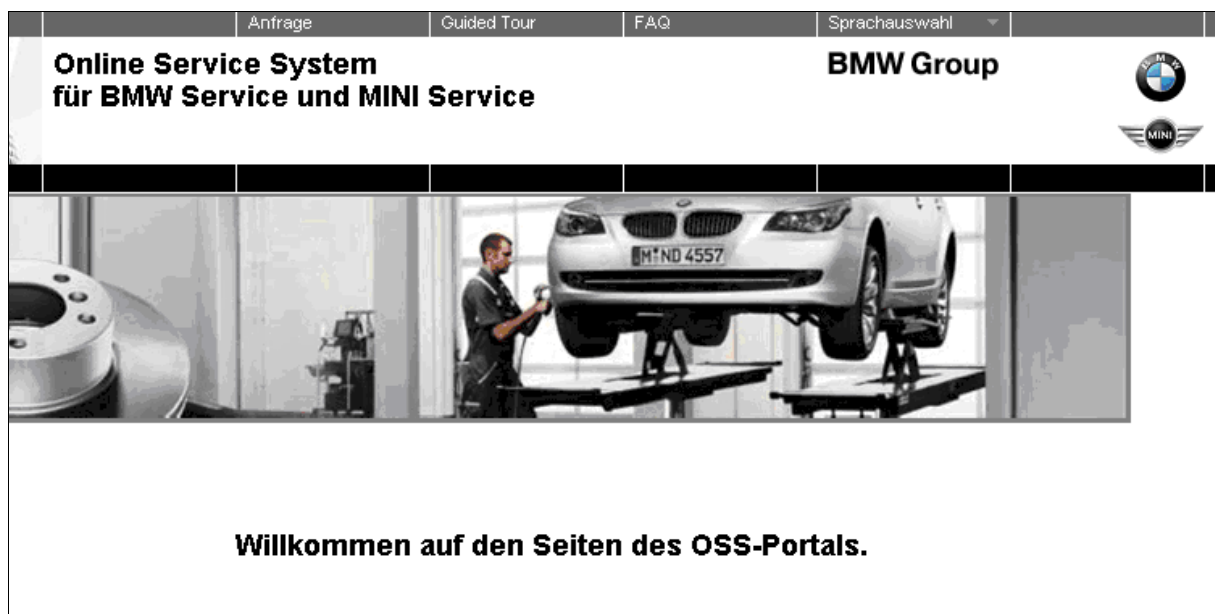 Anfrage
Guided Tour
FAQ
Sprachauswahl
Online Service System
für BMW Service und MINI Service
BMW Group
BMW
MINI
M ND 4557
Willkommen auf den Seiten des OSS-Portals.